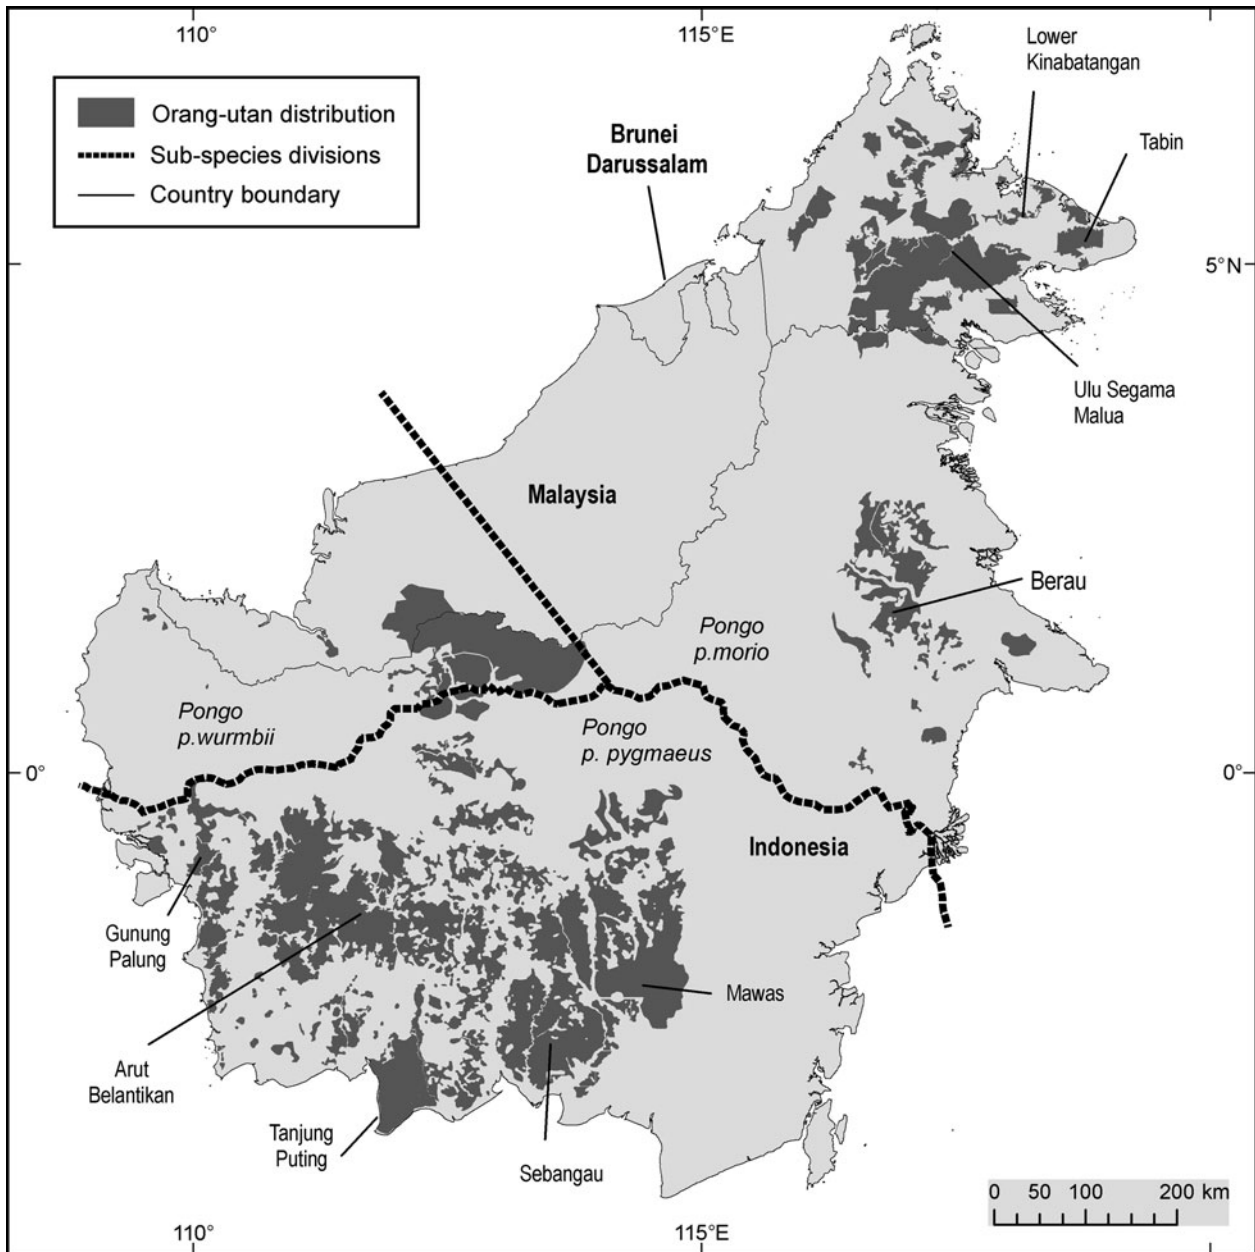 110°
115°E
Orang-utan distribution
Sub-species divisions
Country boundary
Lower
Kinabatangan
Brunei
Darussalam
Tabin
5°N
Ulu Segama
Malua
Malaysia
Berau
Pongo
p.morio
Pongo
p.wurmbii
Pongo
p. pygmaeus
0°
0°
Indonesia
Gunung
Palung
Mawas
Arut
Belantikan
Tanjung
Puting
Sebangau
0 50 100 200 km
110°
115°E